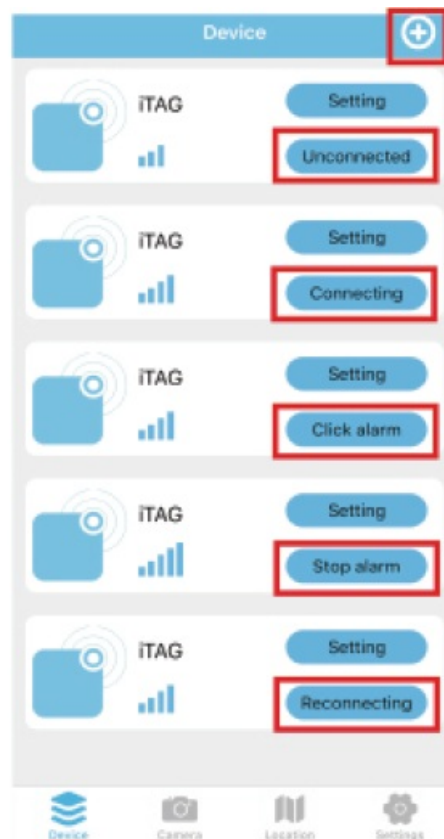 Device
iTAG
Setting
Unconnected
iTAG
Setting
Connecting
iTAG
Setting
Click alarm
iTAG
Setting
Stop alarm
iTAG
Setting
Reconnecting
Device Camera Location Settings